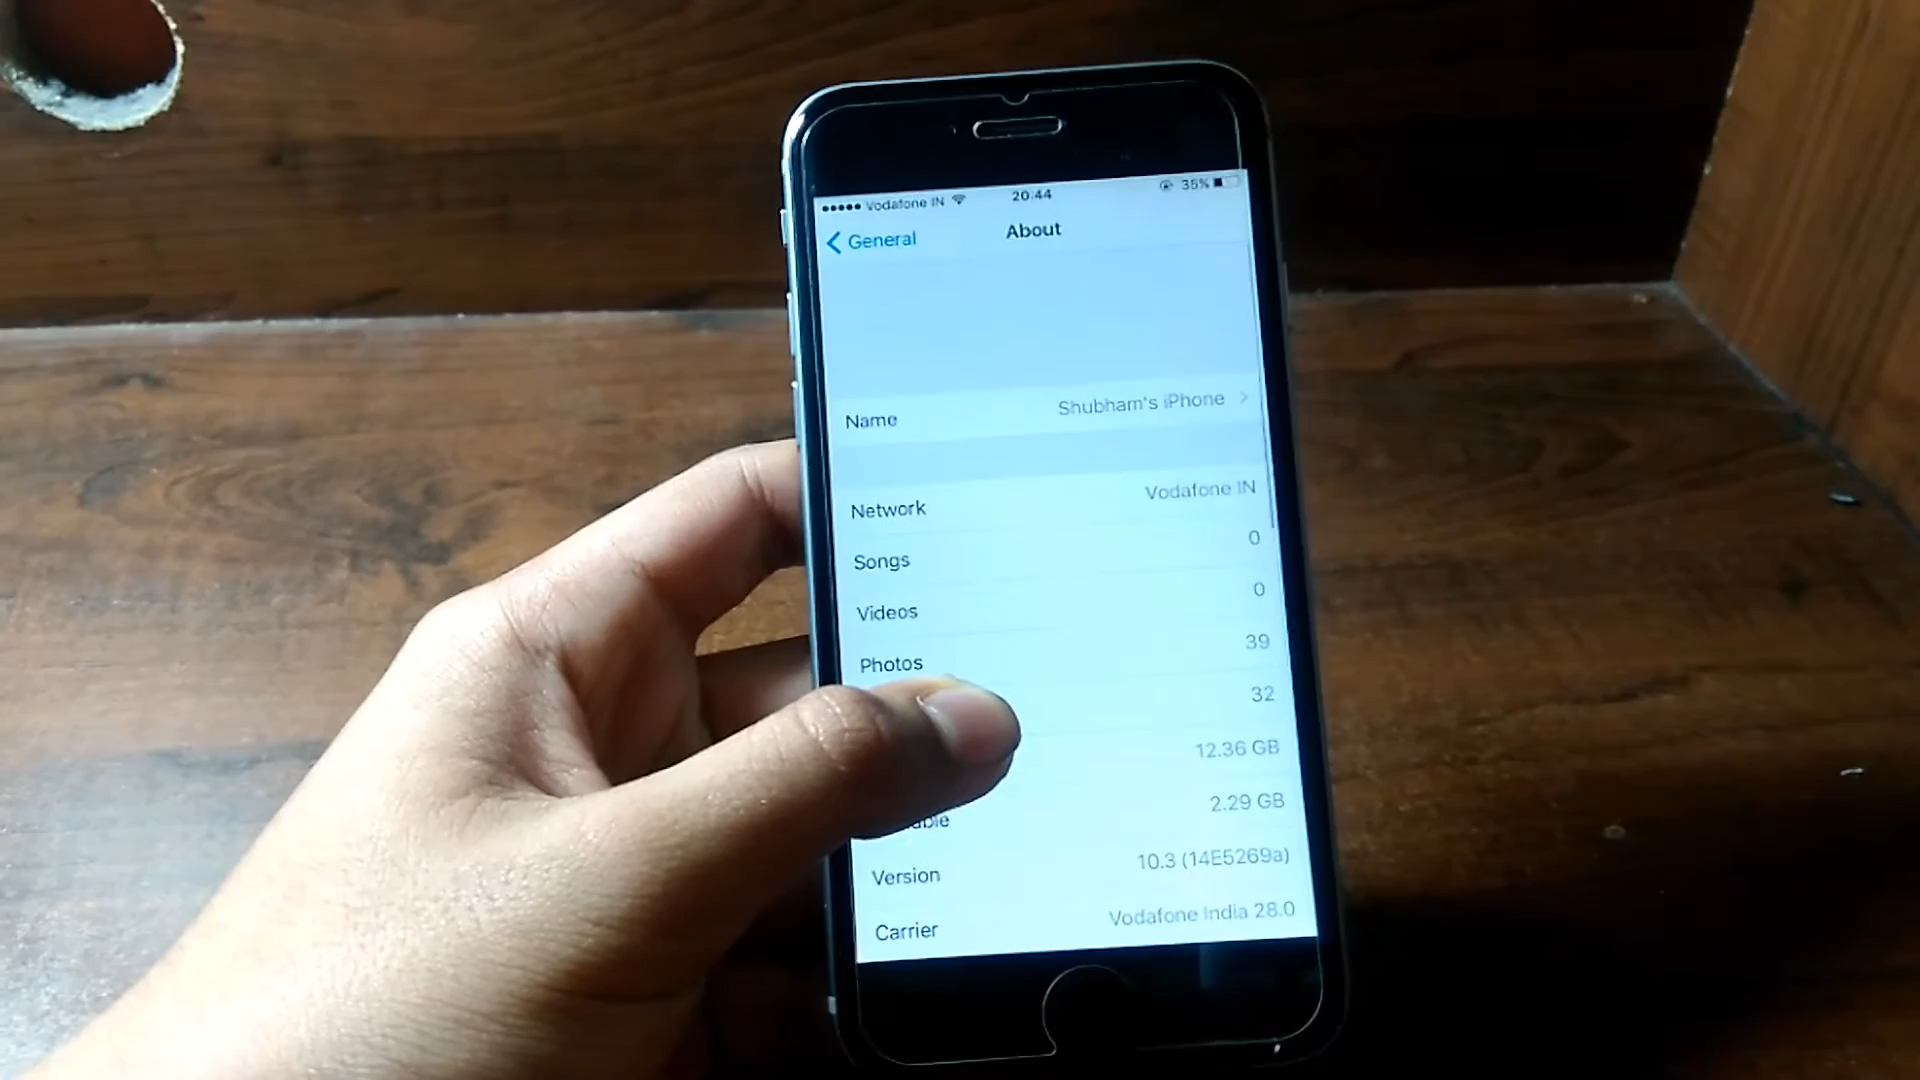 Vodafone IN 20:44 35%
General About
Name Shubham's iPhone
Network Vodafone IN
Songs 0
Videos 0
Photos 39
32
12.36 GB
2.29 GB
Version 10.3 (14E5269a)
Carrier Vodafone India 28.0